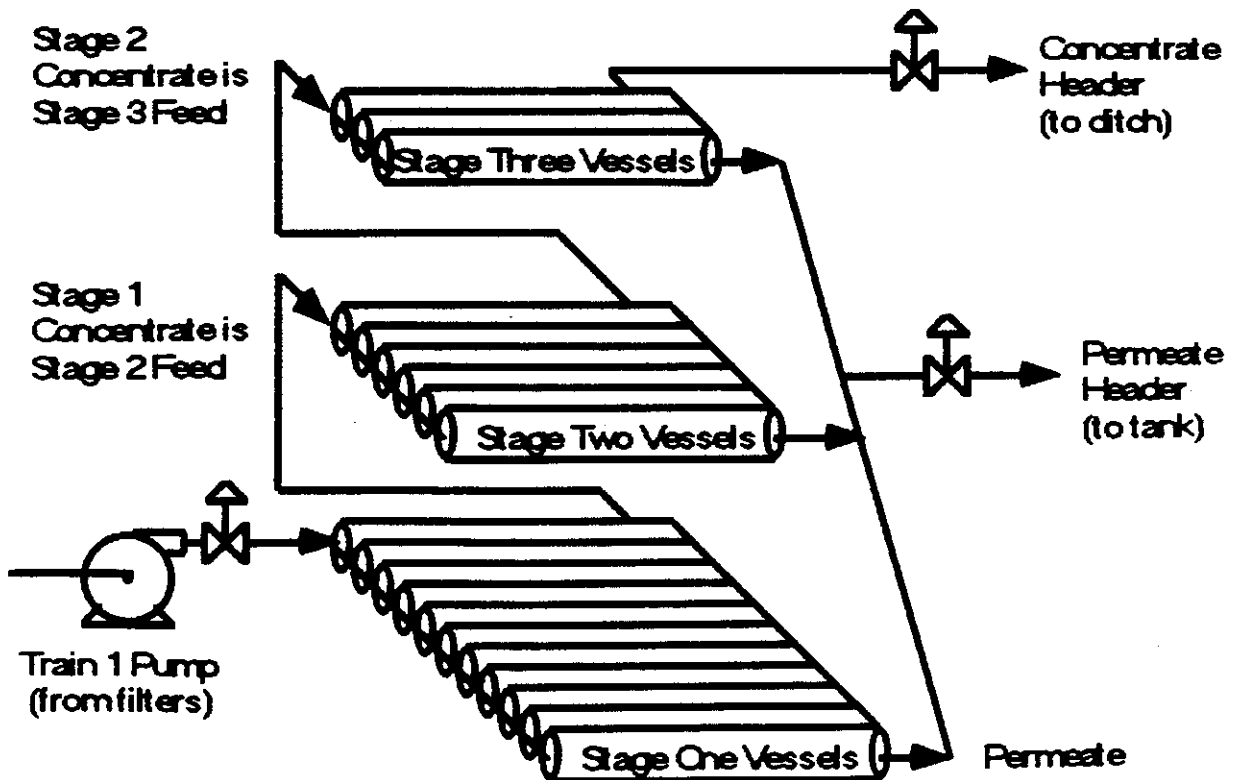 Stage 2
Concentrate is
Stage 3 Feed
Concentrate
Header
(to ditch)
Stage Three Vessels
Stage 1
Concentrate is
Stage 2 Feed
Permeate
Header
(to tank)
Stage Two Vessels
Train 1 Pump
(from filters)
Stage One Vessels
Permeate